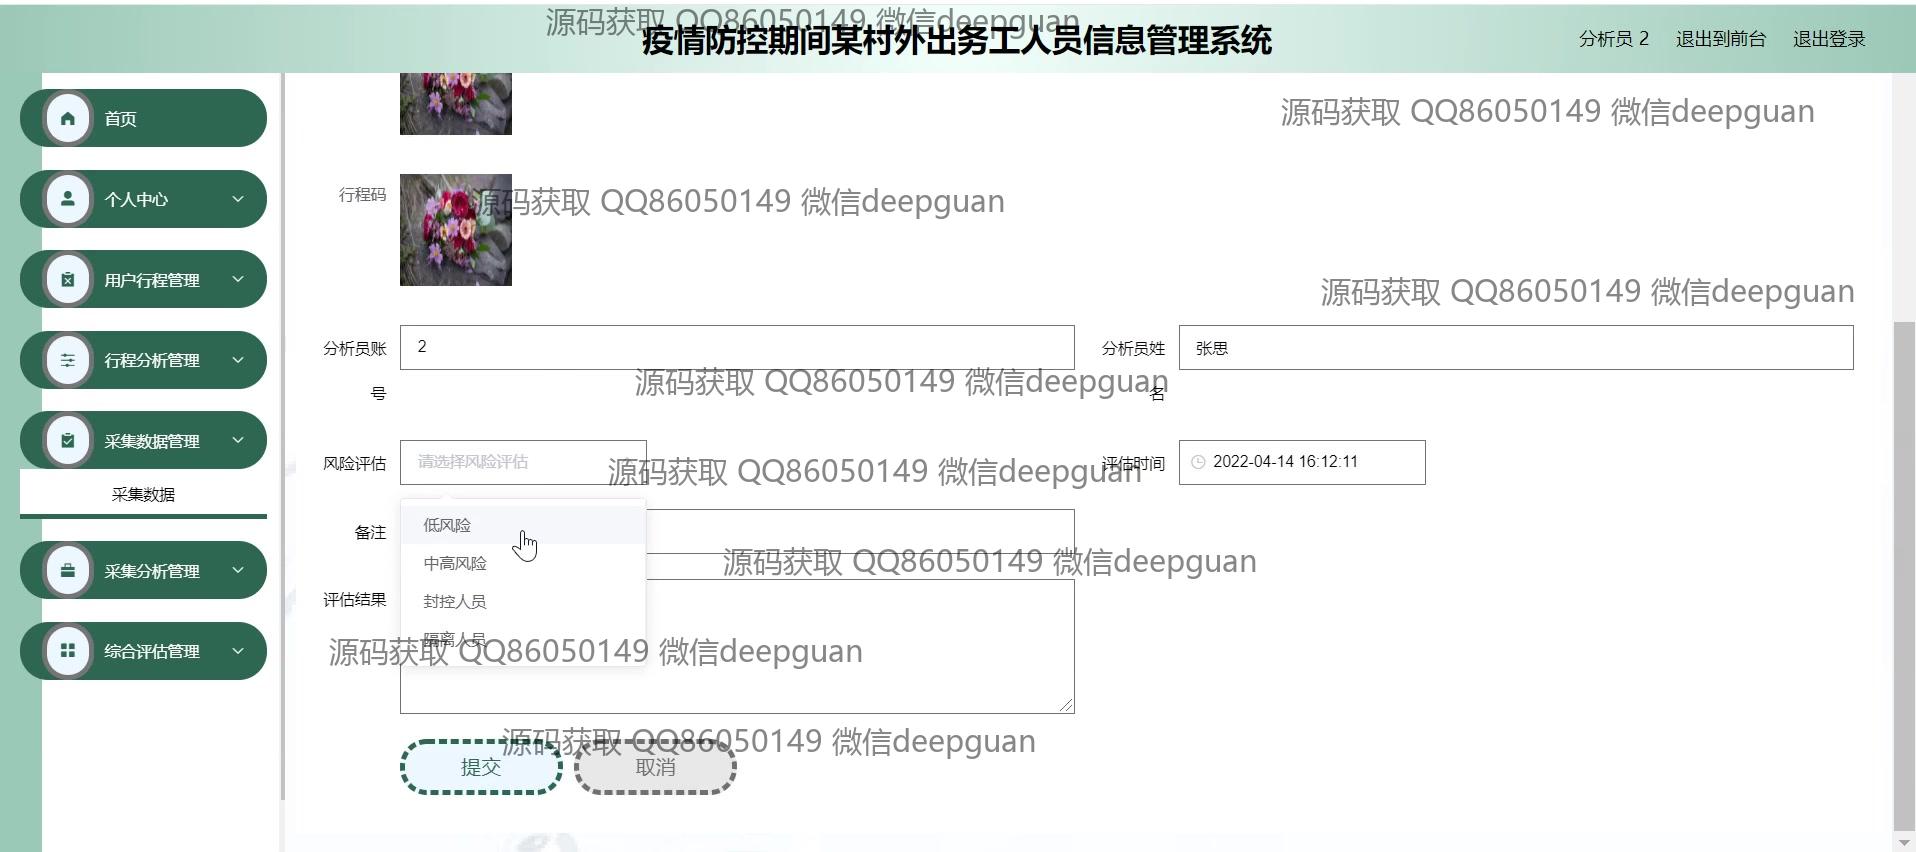 源码获取 QQ86050149 微信deepguan
疫情防控期间某村外出务工人员信息管理系统
分析员 2 退出到前台 退出登录
首页
源码获取 QQ86050149 微信deepguan
个人中心
行程码
源码获取 QQ86050149 微信deepguan
用户行程管理
源码获取 QQ86050149 微信deepguan
行程分析管理
分析员账号
2
分析员姓名
张思
源码获取 QQ86050149 微信deepguan
采集数据管理
风险评估
请选择风险评估
源码获取 QQ86050149 微信deepguan
评估时间
2022-04-14 16:12:11
采集数据
备注
低风险
中高风险
源码获取 QQ86050149 微信deepguan
采集分析管理
评估结果
封控人员
隔离人员
源码获取 QQ86050149 微信deepguan
综合评估管理
源码获取 QQ86050149 微信deepguan
提交
取消